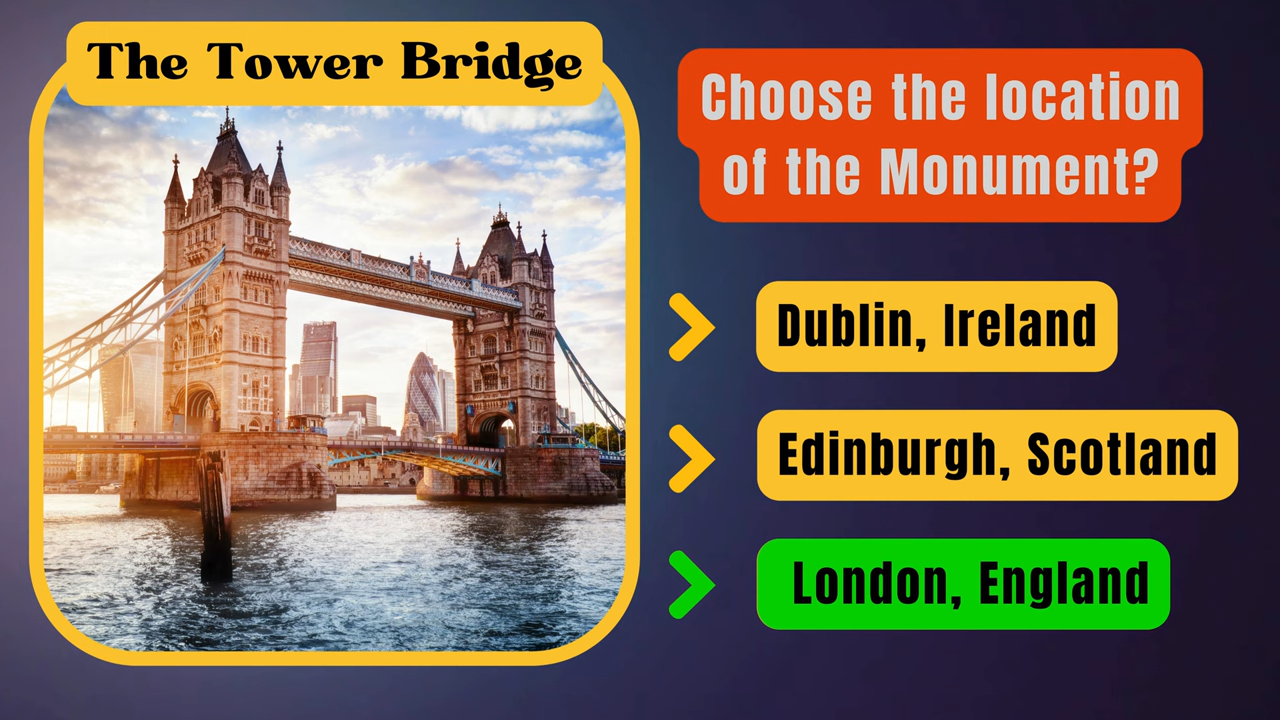 The Tower Bridge
Choose the location
of the Monument?
Dublin, Ireland
Edinburgh, Scotland
London, England